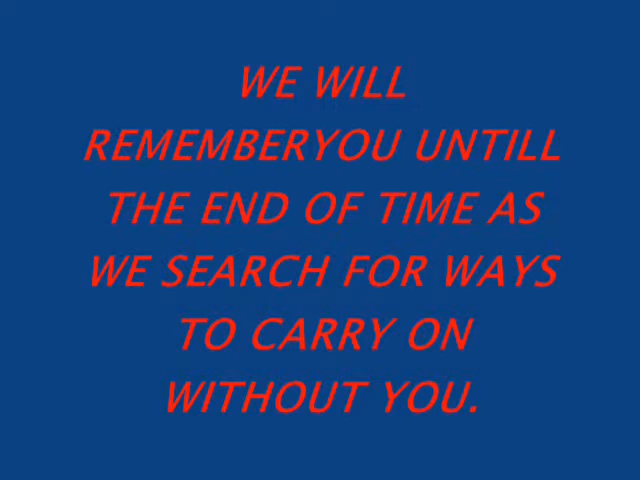 WE WILL
REMEMBERYOU UNTILL
THE END OF TIME AS
WE SEARCH FOR WAYS
TO CARRY ON
WITHOUT YOU.